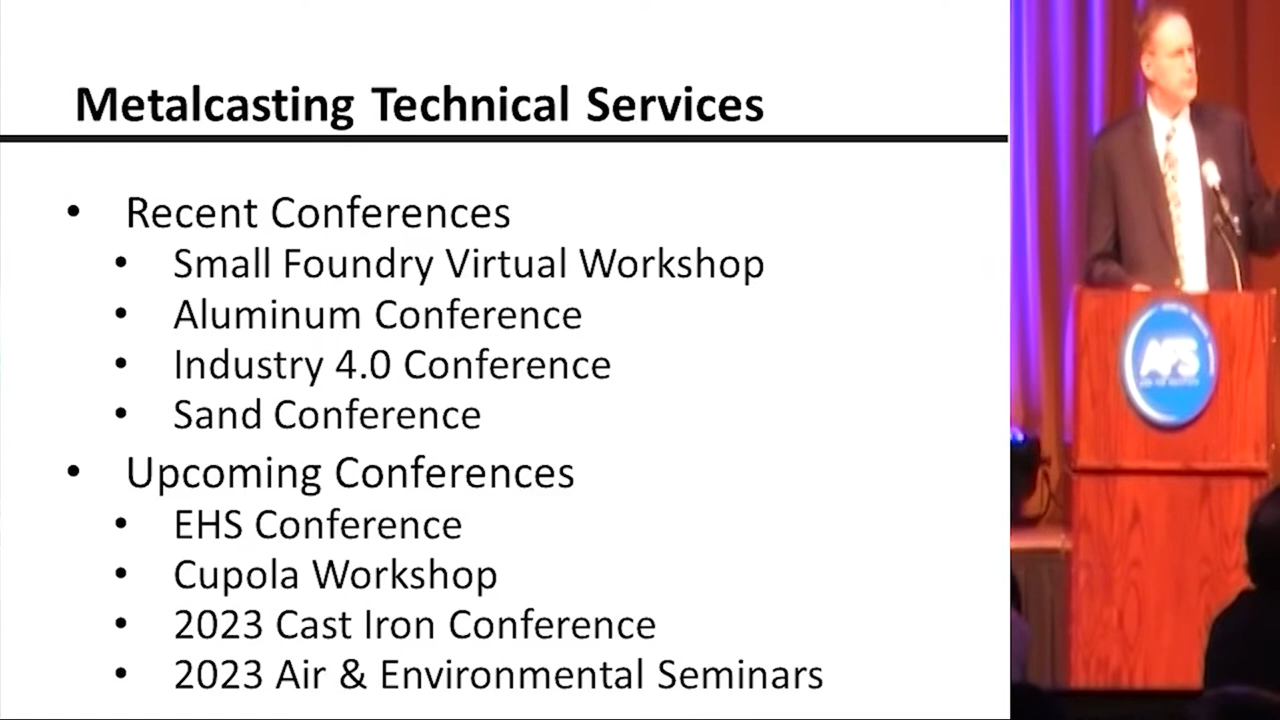 Metalcasting Technical Services
• Recent Conferences
• Small Foundry Virtual Workshop
• Aluminum Conference
• Industry 4.0 Conference
• Sand Conference
• Upcoming Conferences
• EHS Conference
• Cupola Workshop
• 2023 Cast Iron Conference
• 2023 Air & Environmental Seminars
AFS